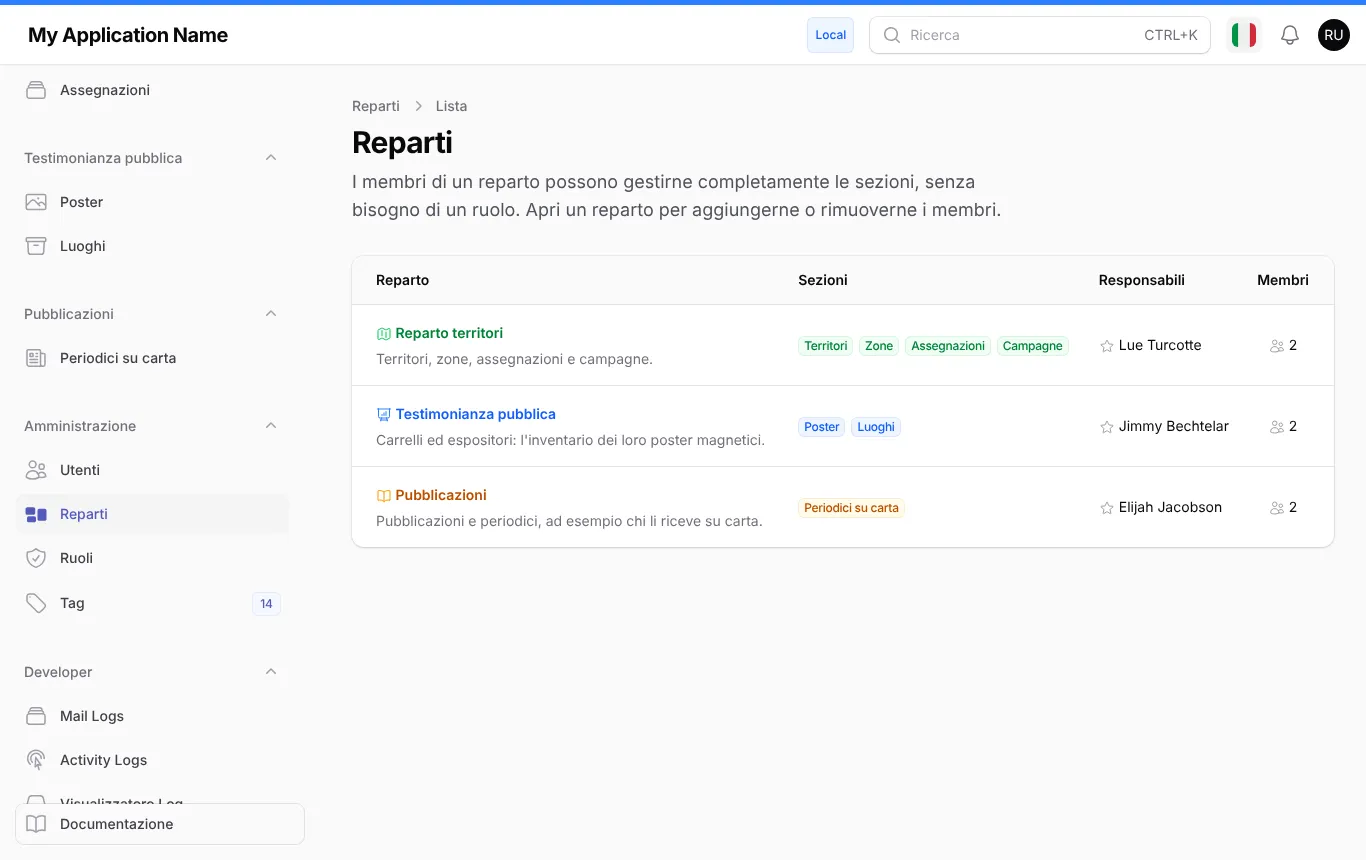 My Application Name
Local
Ricerca
CTRL+K
RU
Assegnazioni
Testimonianza pubblica
Poster
Luoghi
Pubblicazioni
Periodici su carta
Amministrazione
Utenti
Reparti
Ruoli
Tag
14
Developer
Mail Logs
Activity Logs
Visualizzatore Log
Documentazione
Reparti
Lista
Reparti
I membri di un reparto possono gestirne completamente le sezioni, senza
bisogno di un ruolo. Apri un reparto per aggiungerne o rimuoverne i membri.
Reparto
Sezioni
Responsabili
Membri
Reparto territori
Territori, zone, assegnazioni e campagne.
Territori
Zone
Assegnazioni
Campagne
Lue Turcotte
2
Testimonianza pubblica
Carrelli ed espositori: l'inventario dei loro poster magnetici.
Poster
Luoghi
Jimmy Bechtelar
2
Pubblicazioni
Pubblicazioni e periodici, ad esempio chi li riceve su carta.
Periodici su carta
Elijah Jacobson
2